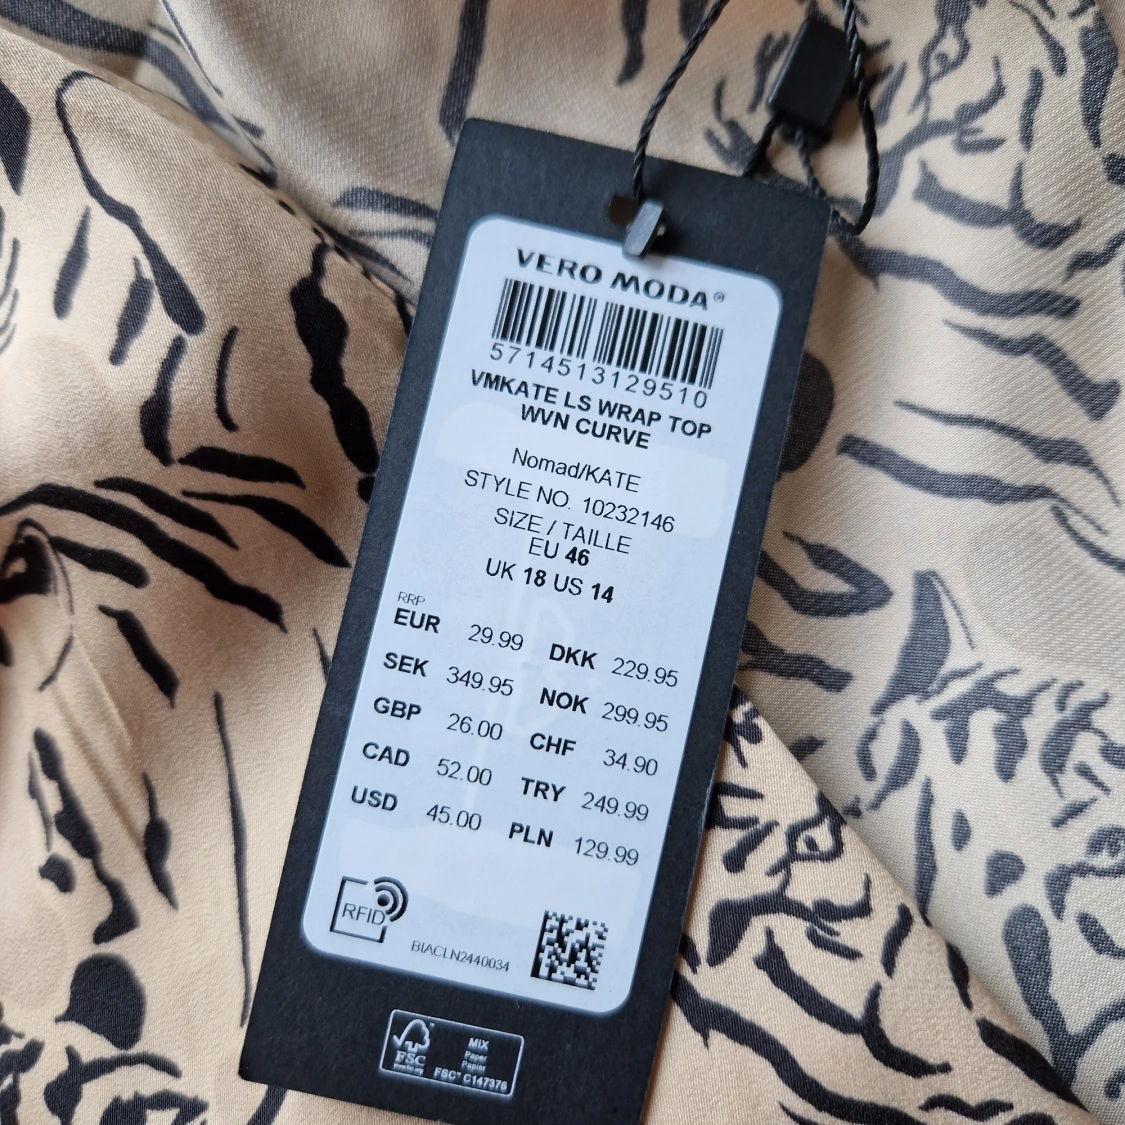 VERO MODA®
5714513129510
VMKATE LS WRAP TOP
WVN CURVE
Nomad/KATE
STYLE NO. 10232146
SIZE / TAILLE
EU 46
UK 18 US 14
RRP
EUR 29.99 DKK 229.95
SEK 349.95 NOK 299.95
GBP 26.00 CHF 34.90
CAD 52.00 TRY 249.99
USD 45.00 PLN 129.99
RFID
BIACLN2440034
FSC
www.fsc.org
MIX
Paper
Papier
FSC™ C147376